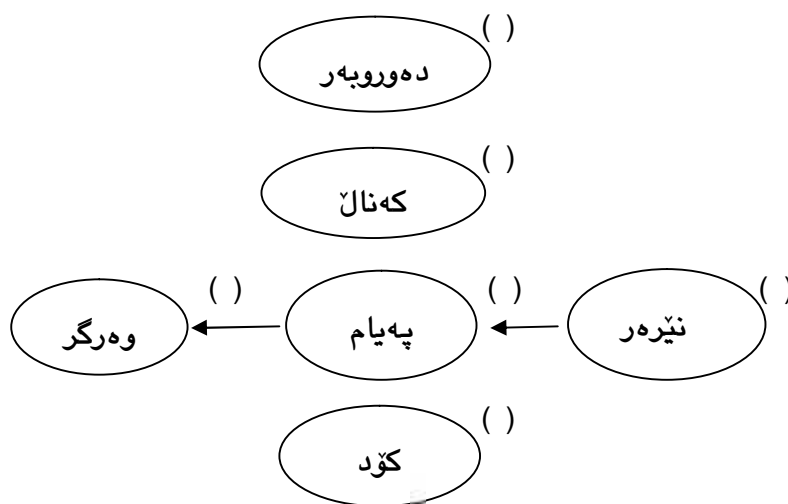 ( )
دەوروبەر
( )
کەناڵ
( ) ( ) ( )
نێرەر پەیام وەرگر
( )
کۆد